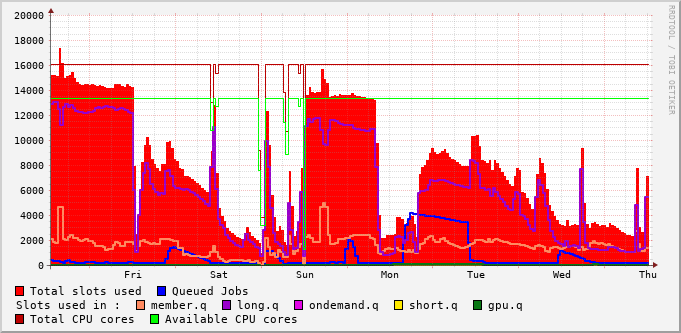 20000
18000
16000
14000
12000
10000
8000
6000
4000
2000
0
Fri Sat Sun Mon Tue Wed Thu
RRDTOOL / TOBI OETIKER
Total slots used Queued Jobs
Slots used in : member.q long.q ondemand.q short.q gpu.q
Total CPU cores Available CPU cores